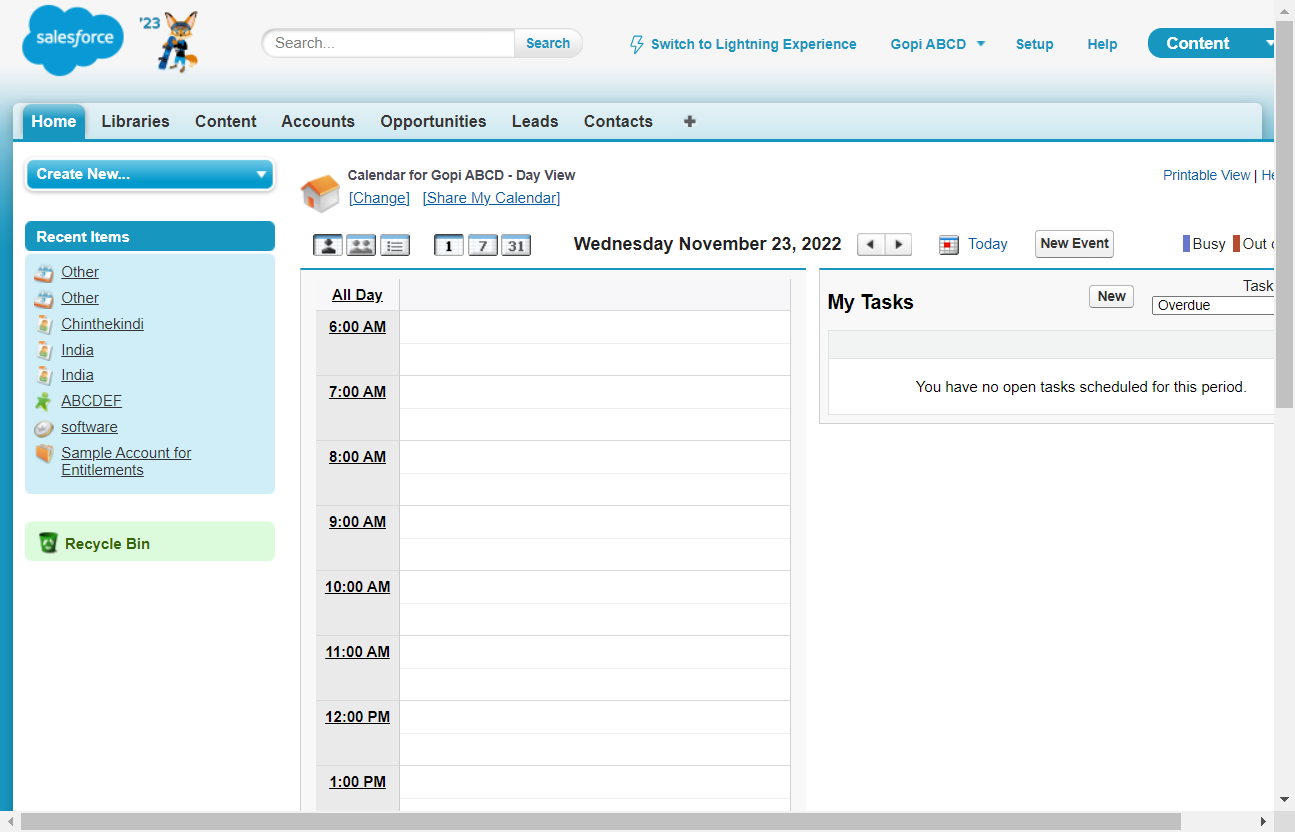 salesforce
'23
Search...
Search
Switch to Lightning Experience
Gopi ABCD
Setup
Help
Content
Home
Libraries
Content
Accounts
Opportunities
Leads
Contacts
Create New...
Recent Items
Other
Other
Chinthekindi
India
India
ABCDEF
software
Sample Account for
Entitlements
Recycle Bin
Calendar for Gopi ABCD - Day View
[Change] [Share My Calendar]
Printable View | He
1
7
31
Wednesday November 23, 2022
Today
New Event
Busy
Out o
All Day
6:00 AM
7:00 AM
8:00 AM
9:00 AM
10:00 AM
11:00 AM
12:00 PM
1:00 PM
My Tasks
New
Task
Overdue
You have no open tasks scheduled for this period.